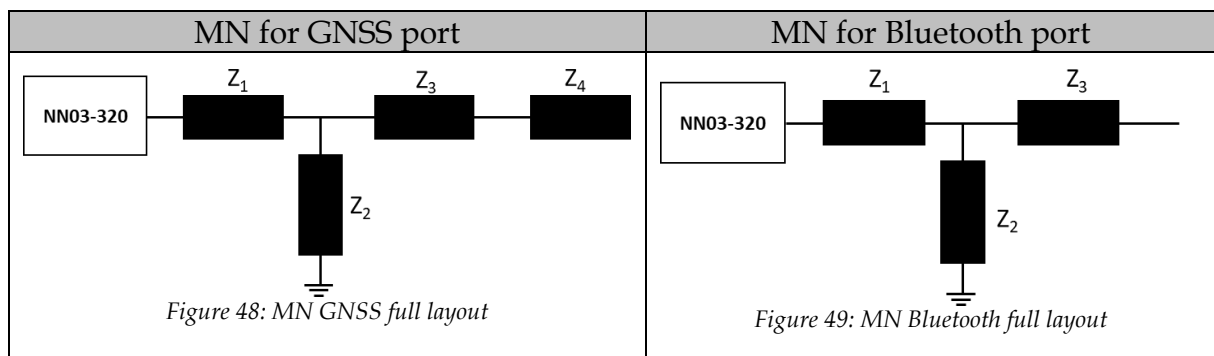 MN for GNSS port
MN for Bluetooth port
NN03-320
Z1
Z3
Z4
Z2
Figure 48: MN GNSS full layout
NN03-320
Z1
Z3
Z2
Figure 49: MN Bluetooth full layout